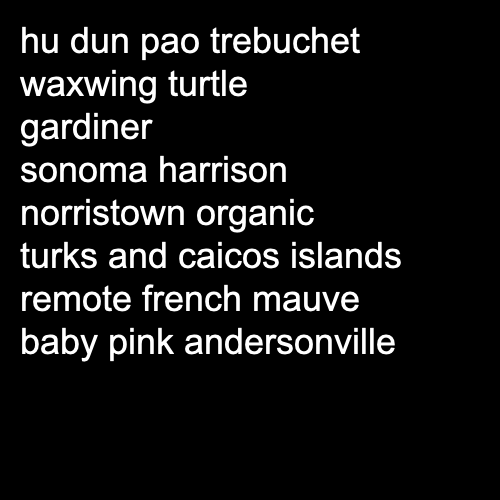 hu dun pao trebuchet
waxwing turtle
gardiner
sonoma harrison
norristown organic
turks and caicos islands
remote french mauve
baby pink andersonville